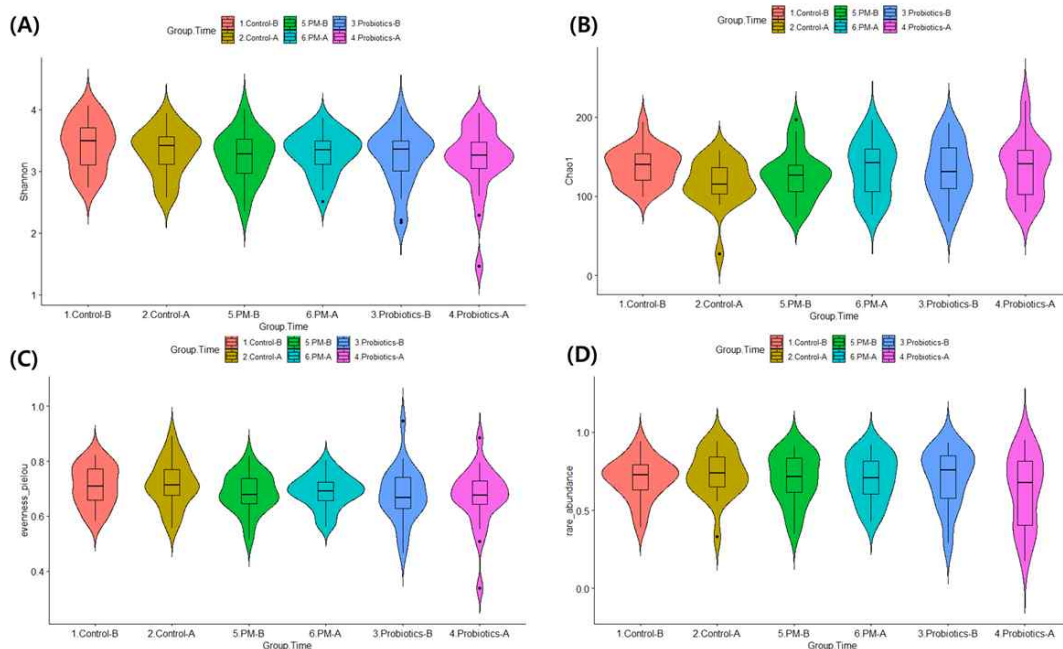 (A)
Group.Time 1.Control-B 5.PM-B 3.Probiotics-B
2.Control-A 6.PM-A 4.Probiotics-A
Shannon
4
3
2
1
1.Control-B 2.Control-A 5.PM-B 6.PM-A 3.Probiotics-B 4.Probiotics-A
Group.Time
(B)
Group.Time 1.Control-B 5.PM-B 3.Probiotics-B
2.Control-A 6.PM-A 4.Probiotics-A
Chao1
200
100
0
1.Control-B 2.Control-A 5.PM-B 6.PM-A 3.Probiotics-B 4.Probiotics-A
Group.Time
(C)
Group.Time 1.Control-B 5.PM-B 3.Probiotics-B
2.Control-A 6.PM-A 4.Probiotics-A
evenness_pielou
1.0
0.8
0.6
0.4
1.Control-B 2.Control-A 5.PM-B 6.PM-A 3.Probiotics-B 4.Probiotics-A
Group.Time
(D)
Group.Time 1.Control-B 5.PM-B 3.Probiotics-B
2.Control-A 6.PM-A 4.Probiotics-A
rare_abundance
1.0
0.5
0.0
1.Control-B 2.Control-A 5.PM-B 6.PM-A 3.Probiotics-B 4.Probiotics-A
Group.Time